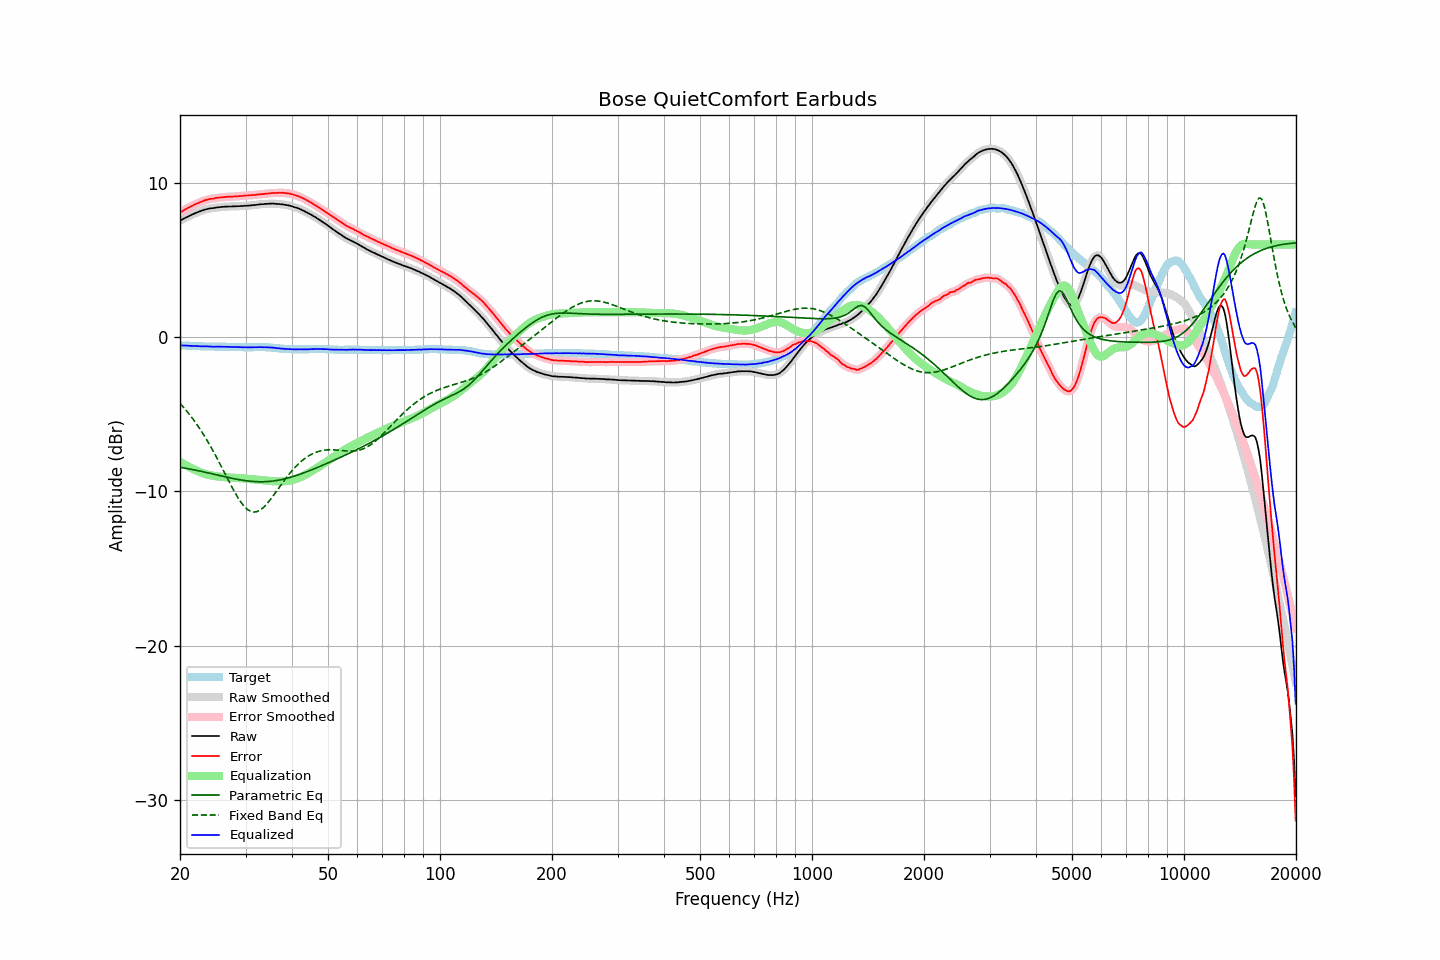 Bose QuietComfort Earbuds
Amplitude (dBr)
10
0
−10
−20
−30
Target
Raw Smoothed
Error Smoothed
Raw
Error
Equalization
Parametric Eq
Fixed Band Eq
Equalized
20 50 100 200 500 1000 2000 5000 10000 20000
Frequency (Hz)